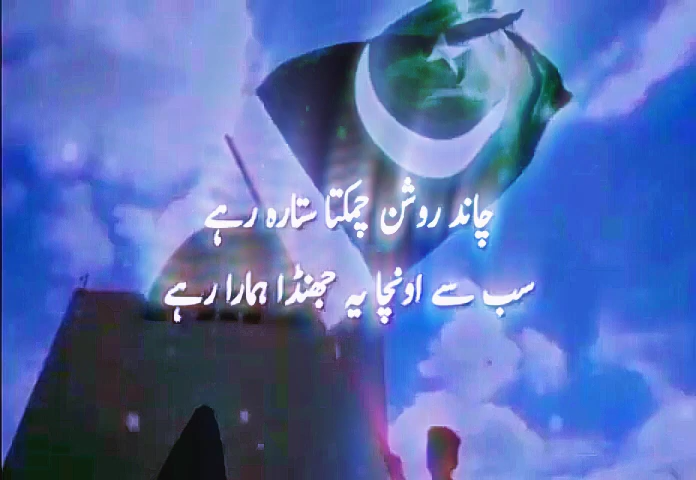 چاند روشن چمکتا ستارہ رہے
سب سے اونچا یہ جھنڈا ہمارا رہے